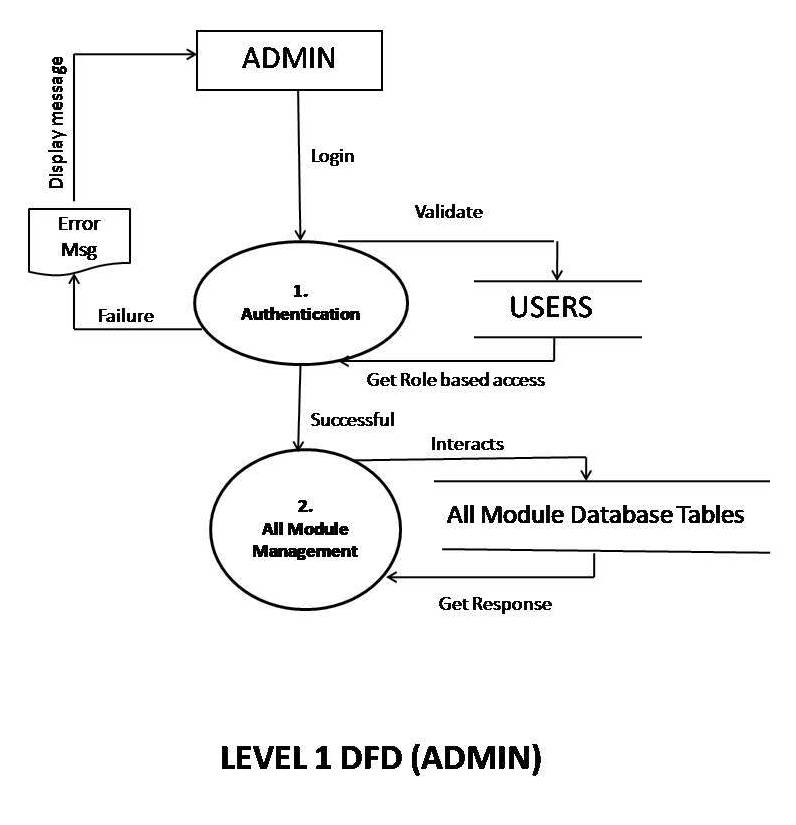 ADMIN
Display message
Login
Error
Msg
Validate
1.
Authentication
USERS
Failure
Get Role based access
Successful
Interacts
2.
All Module
Management
All Module Database Tables
Get Response
LEVEL 1 DFD (ADMIN)